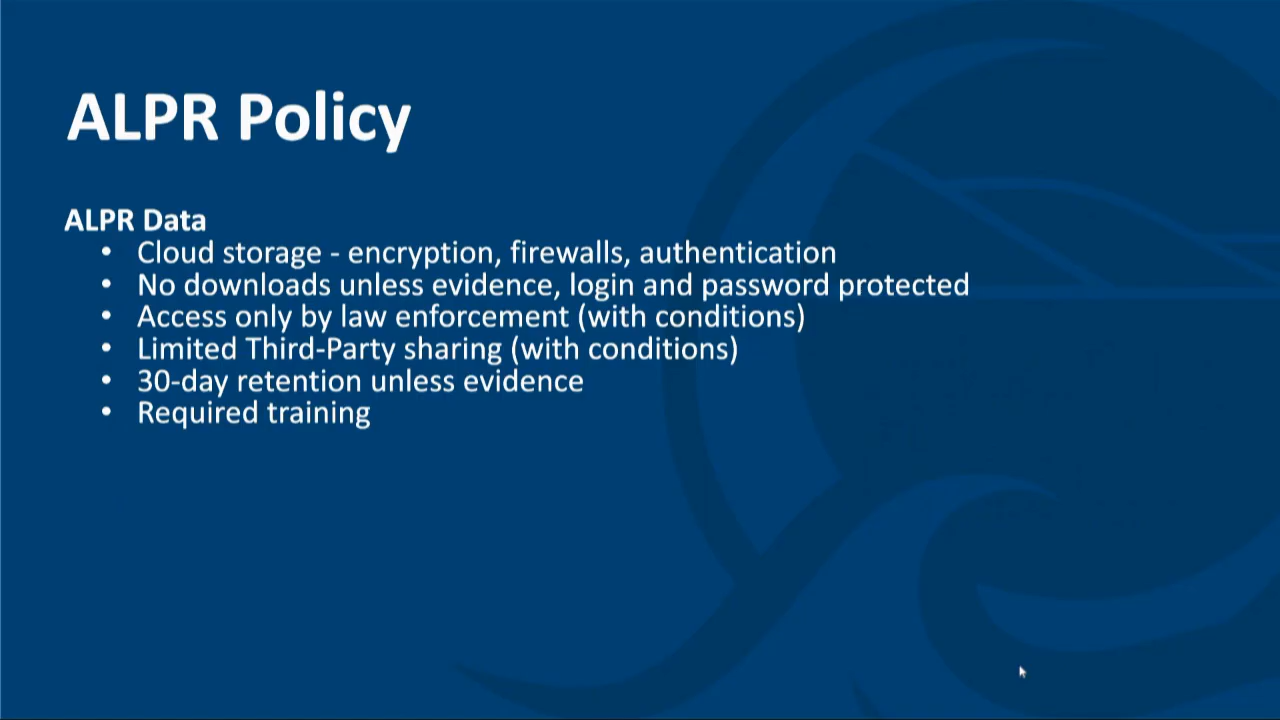 ALPR Policy
ALPR Data
• Cloud storage - encryption, firewalls, authentication
• No downloads unless evidence, login and password protected
• Access only by law enforcement (with conditions)
• Limited Third-Party sharing (with conditions)
• 30-day retention unless evidence
• Required training